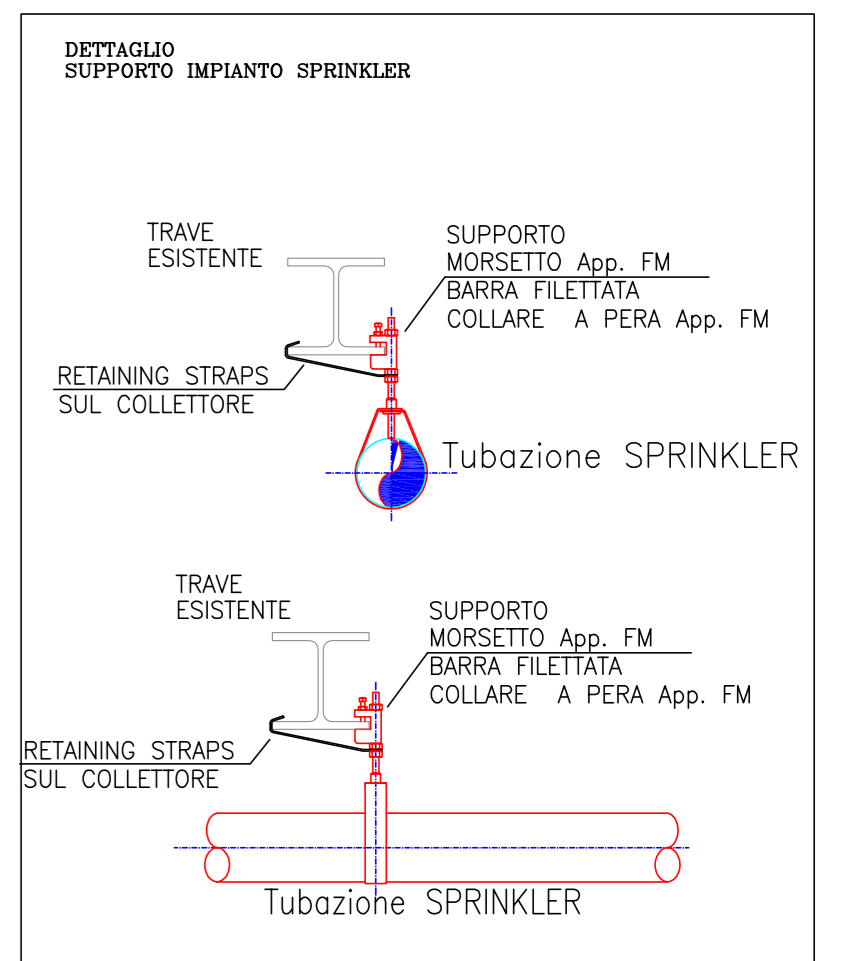 DETTAGLIO
SUPPORTO IMPIANTO SPRINKLER
TRAVE
ESISTENTE
SUPPORTO
MORSETTO App. FM
BARRA FILETTATA
COLLARE A PERA App. FM
RETAINING STRAPS
SUL COLLETTORE
Tubazione SPRINKLER
TRAVE
ESISTENTE
SUPPORTO
MORSETTO App. FM
BARRA FILETTATA
COLLARE A PERA App. FM
RETAINING STRAPS
SUL COLLETTORE
Tubazione SPRINKLER